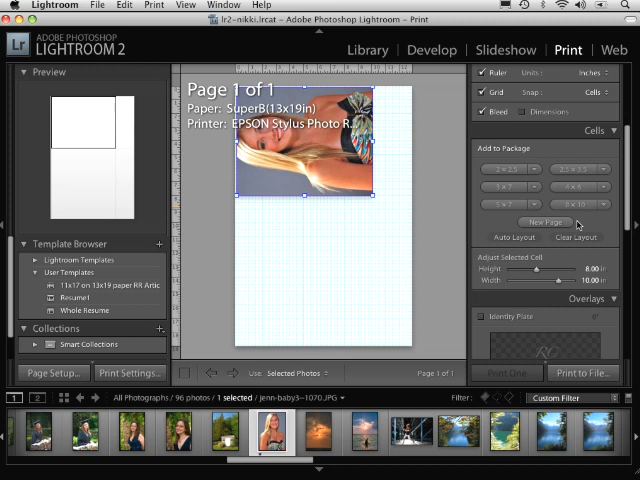 Lightroom File Edit Photo View Window Help
lr2-nikki.lrcat - Adobe Photoshop Lightroom - Print
Lr ADOBE PHOTOSHOP
LIGHTROOM 2
Library | Develop | Slideshow | Print | Web
Preview
Page 1 of 1
Paper: SuperB(13x19in)
Printer: EPSON Stylus Photo R...
Ruler Units : Inches
Grid Snap : Cells
Bleed Dimensions
Cells
Add to Package
2 × 2.5 2.5 × 3.5
3 × 7 4 × 6
5 × 7 8 × 10
New Page
Auto Layout Clear Layout
Adjust Selected Cell
Height 8.00 in
Width 10.00 in
Overlays
Identity Plate 0°
Template Browser
Lightroom Templates
User Templates
11x17 on 13x19 paper RR Artic
Resume1
Whole Resume
Collections
Smart Collections
Page Setup... Print Settings...
Use: Selected Photos Page 1 of 1
Print One Print to File...
1 2 All Photographs / 96 photos / 1 selected / Jenn-baby3--1070.JPG Filter : Custom Filter